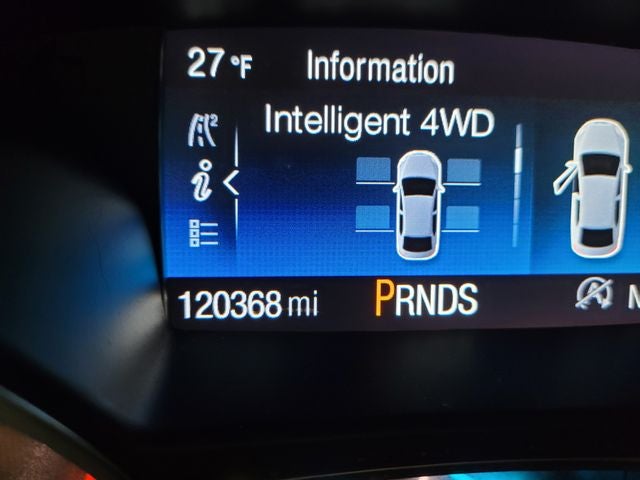 27 °F Information
Intelligent 4WD
120368 mi PRNDS